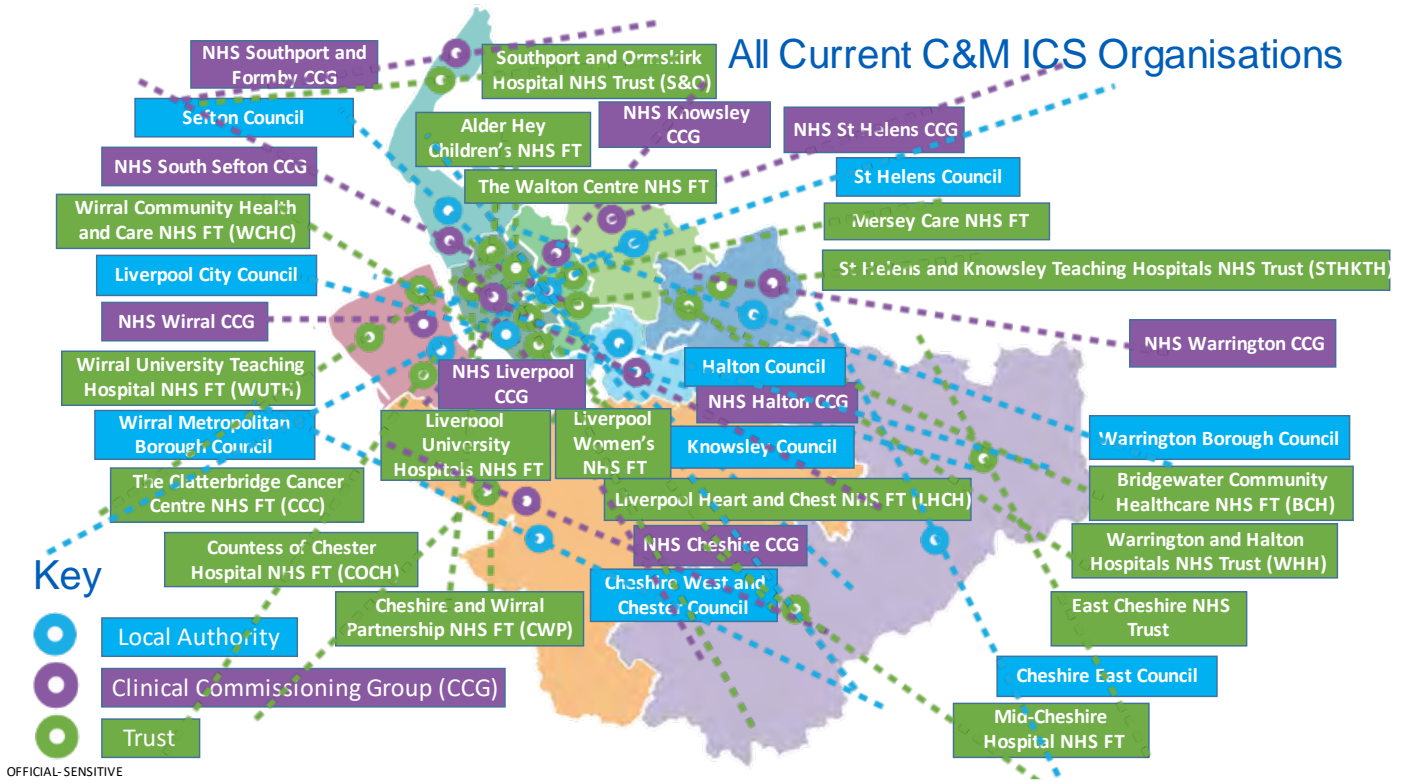 All Current C&M ICS Organisations
NHS Southport and
Formby CCG
Southport and Ormskirk
Hospital NHS Trust (S&O)
Sefton Council
Alder Hey
Children's NHS FT
NHS Knowsley
CCG
NHS St Helens CCG
NHS South Sefton CCG
The Walton Centre NHS FT
St Helens Council
Wirral Community Health
and Care NHS FT (WCHC)
Mersey Care NHS FT
Liverpool City Council
St Helens and Knowsley Teaching Hospitals NHS Trust (STHKTH)
NHS Wirral CCG
NHS Warrington CCG
Wirral University Teaching
Hospital NHS FT (WUTH)
NHS Liverpool
CCG
Halton Council
NHS Halton CCG
Wirral Metropolitan
Borough Council
Liverpool
University
Hospitals NHS FT
Liverpool
Women's
NHS FT
Knowsley Council
Warrington Borough Council
The Clatterbridge Cancer
Centre NHS FT (CCC)
Liverpool Heart and Chest NHS FT (LHCH)
Bridgewater Community
Healthcare NHS FT (BCH)
Countess of Chester
Hospital NHS FT (COCH)
NHS Cheshire CCG
Warrington and Halton
Hospitals NHS Trust (WHH)
Cheshire West and
Chester Council
Cheshire and Wirral
Partnership NHS FT (CWP)
East Cheshire NHS
Trust
Cheshire East Council
Mid-Cheshire
Hospital NHS FT
Key
Local Authority
Clinical Commissioning Group (CCG)
Trust
OFFICIAL-SENSITIVE